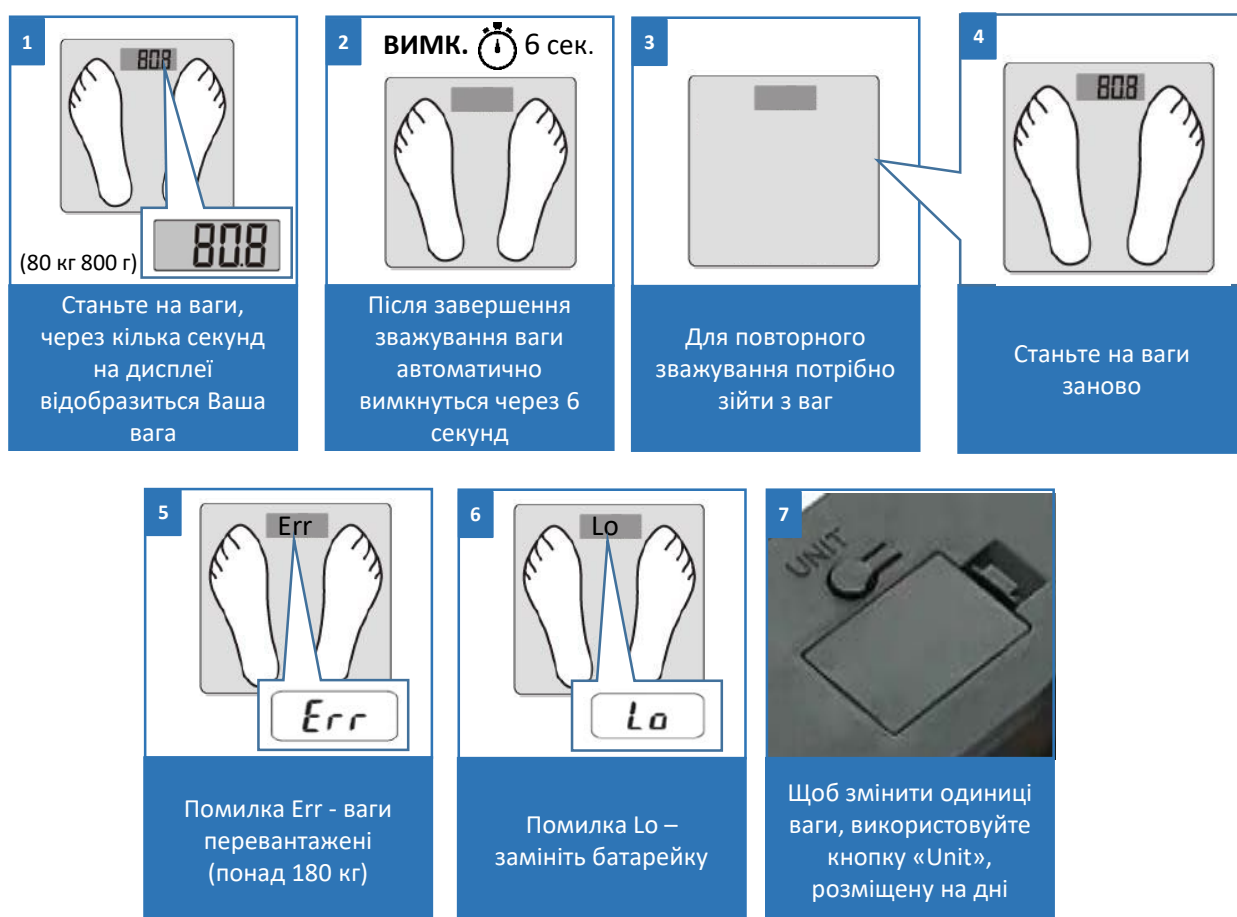 1
80.8
80.8
(80 кг 800 г)
Станьте на ваги,
через кілька секунд
на дисплеї
відобразиться Ваша
вага
2
ВИМК. 6 сек.
Після завершення
зважування ваги
автоматично
вимкнуться через 6
секунд
3
Для повторного
зважування потрібно
зійти з ваг
4
80.8
Станьте на ваги
заново
5
Err
Err
Помилка Err - ваги
перевантажені
(понад 180 кг)
6
Lo
Lo
Помилка Lo –
замініть батарейку
7
UNIT
Щоб змінити одиниці
ваги, використовуйте
кнопку «Unit»,
розміщену на дні